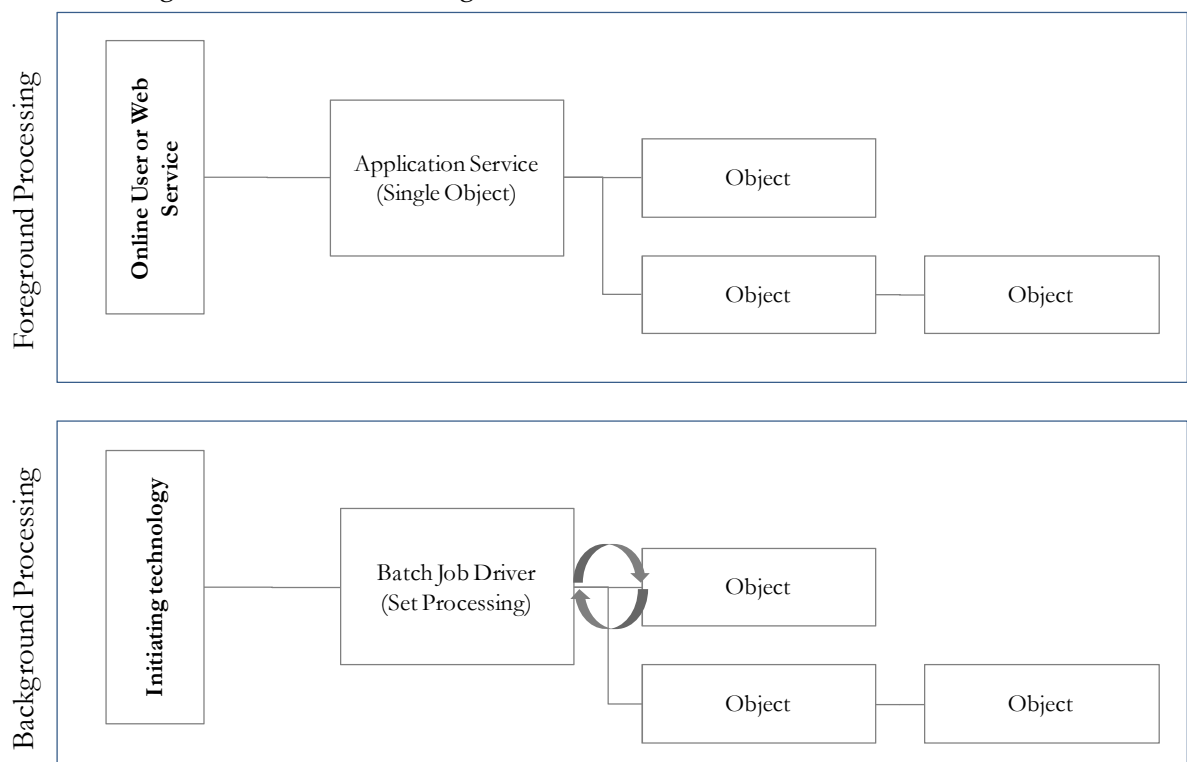 Foreground Processing
Online User or Web
Service
Application Service
(Single Object)
Object
Object
Object
Background Processing
Initiating technology
Batch Job Driver
(Set Processing)
Object
Object
Object